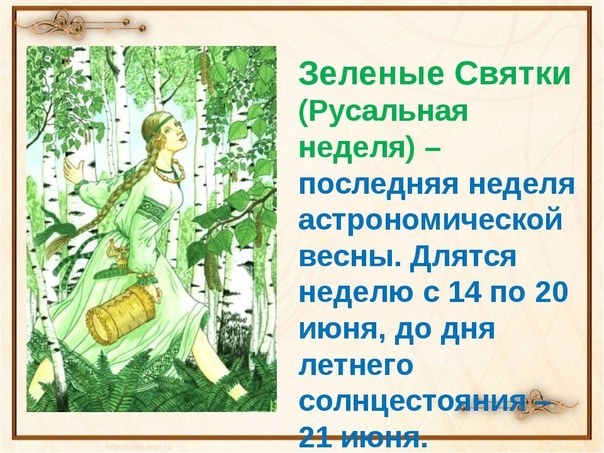 Зеленые Святки
(Русальная
неделя) –
последняя неделя
астрономической
весны. Длятся
неделю с 14 по 20
июня, до дня
летнего
солнцестояния –
21 июня.